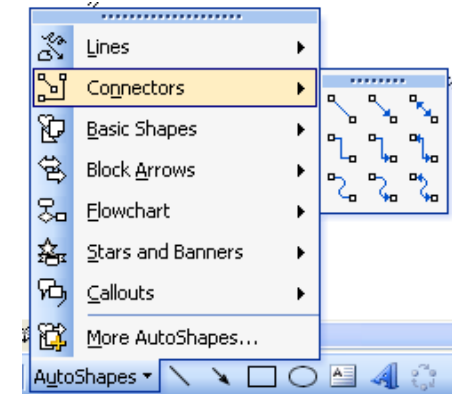 Lines
Connectors
Basic Shapes
Block Arrows
Flowchart
Stars and Banners
Callouts
More AutoShapes...
AutoShapes